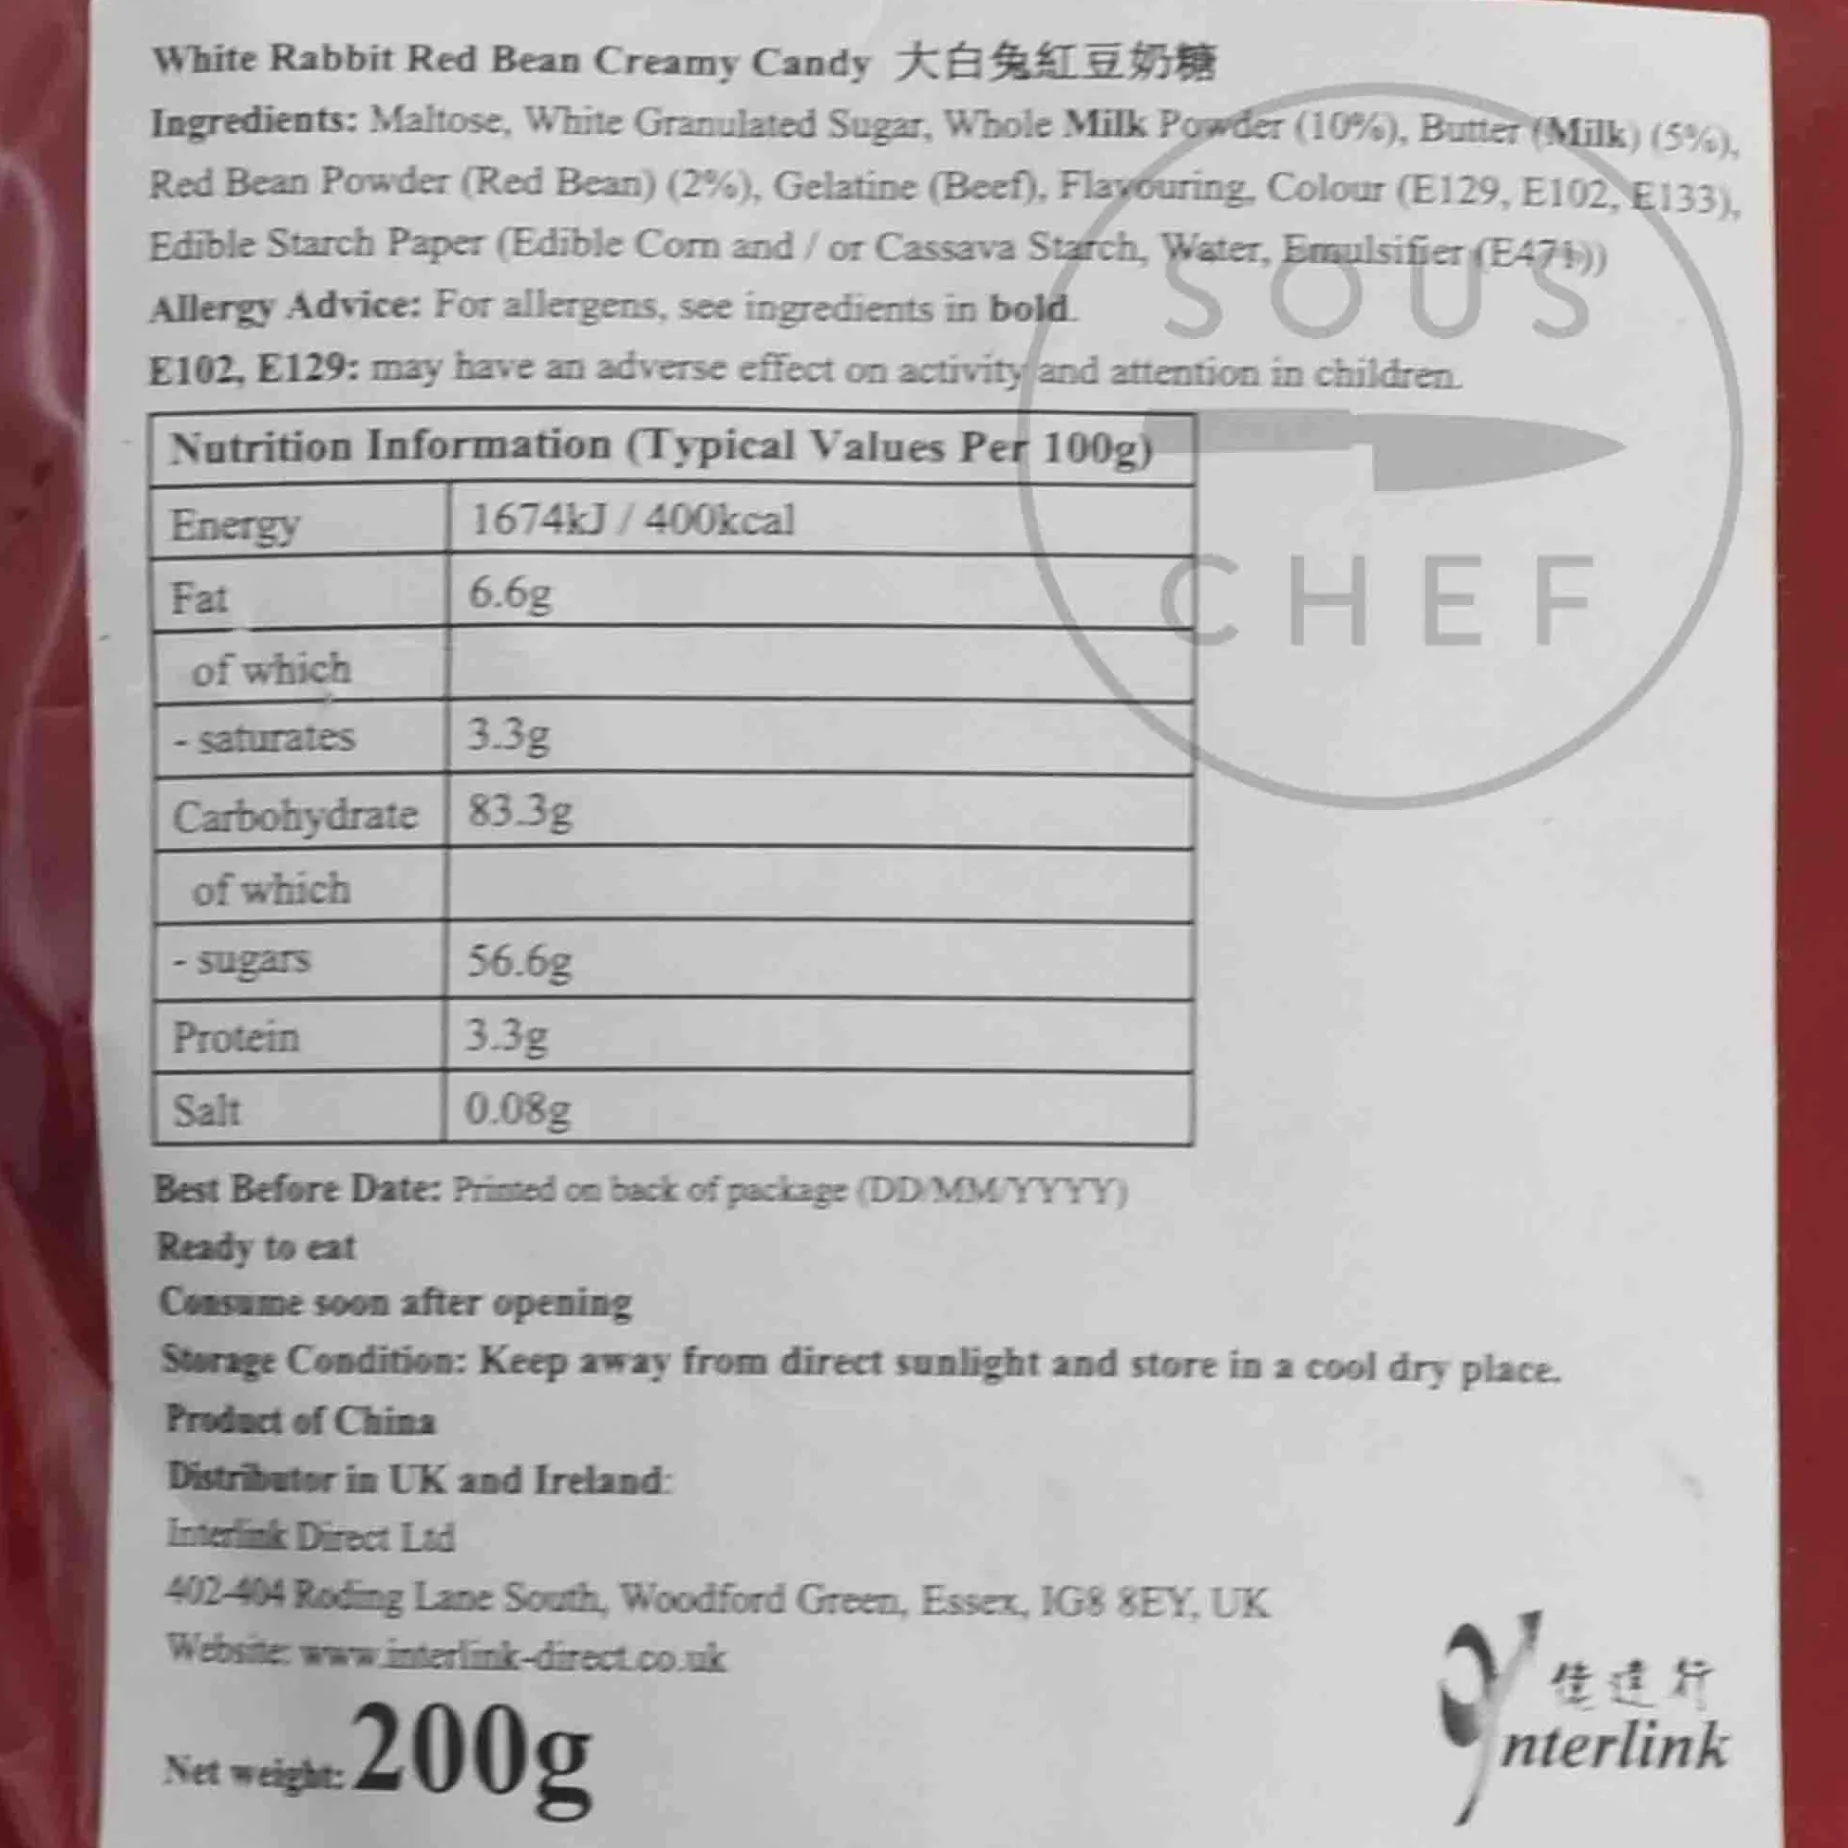 White Rabbit Red Bean Creamy Candy 大白兔紅豆奶糖
Ingredients: Maltose, White Granulated Sugar, Whole Milk Powder (10%), Butter (Milk) (5%),
Red Bean Powder (Red Bean) (2%), Gelatine (Beef), Flavouring, Colour (E129, E102, E133),
Edible Starch Paper (Edible Corn and / or Cassava Starch, Water, Emulsifier (E471))
Allergy Advice: For allergens, see ingredients in bold.
E102, E129: may have an adverse effect on activity and attention in children.
SOUS
CHEF
Nutrition Information (Typical Values Per 100g)
Energy 1674kJ / 400kcal
Fat 6.6g
of which
- saturates 3.3g
Carbohydrate 83.3g
of which
- sugars 56.6g
Protein 3.3g
Salt 0.08g
Best Before Date: Printed on back of package (DD/MM/YYYY)
Ready to eat
Consume soon after opening
Storage Condition: Keep away from direct sunlight and store in a cool dry place.
Product of China
Distributor in UK and Ireland:
Interlink Direct Ltd
402-404 Roding Lane South, Woodford Green, Essex, IG8 8EY, UK
Website: www.interlink-direct.co.uk
Net weight: 200g
佳達行
Interlink